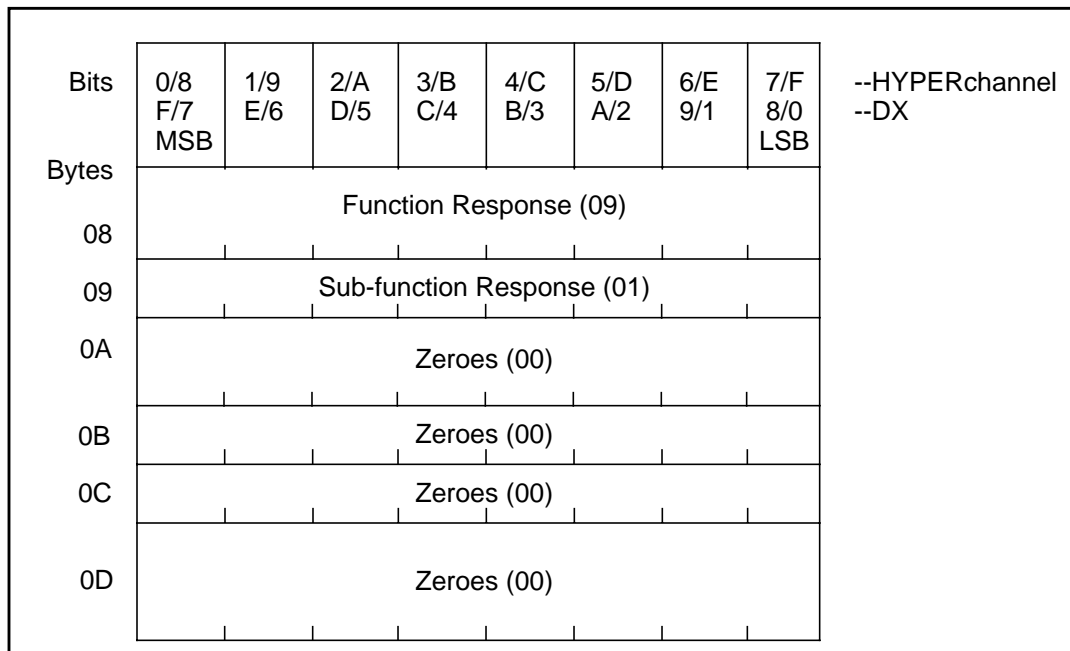 Bits 0/8 1/9 2/A 3/B 4/C 5/D 6/E 7/F --HYPERchannel
F/7 E/6 D/5 C/4 B/3 A/2 9/1 8/0 --DX
MSB LSB
Bytes
Function Response (09)
08
09 Sub-function Response (01)
0A Zeroes (00)
0B Zeroes (00)
0C Zeroes (00)
0D Zeroes (00)